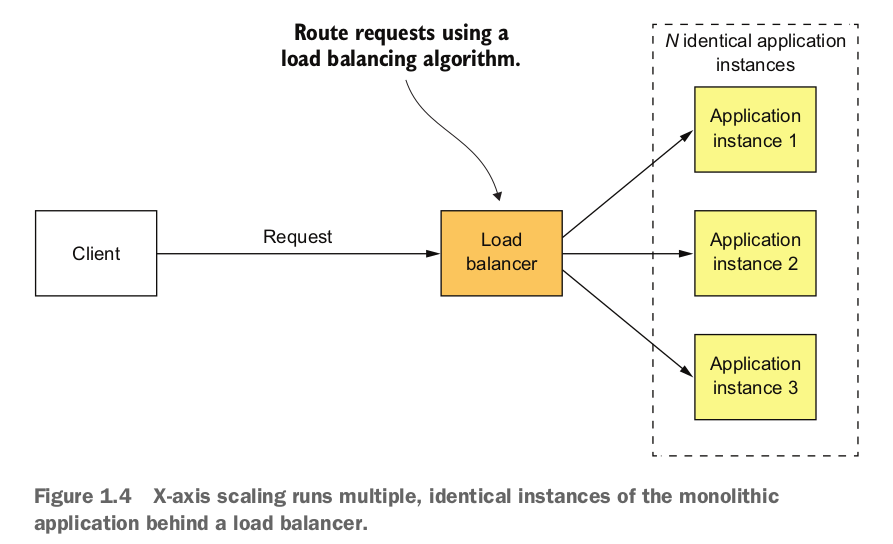 Route requests using a
load balancing algorithm.
N identical application
instances
Application
instance 1
Client
Request
Load
balancer
Application
instance 2
Application
instance 3
Figure 1.4 X-axis scaling runs multiple, identical instances of the monolithic
application behind a load balancer.